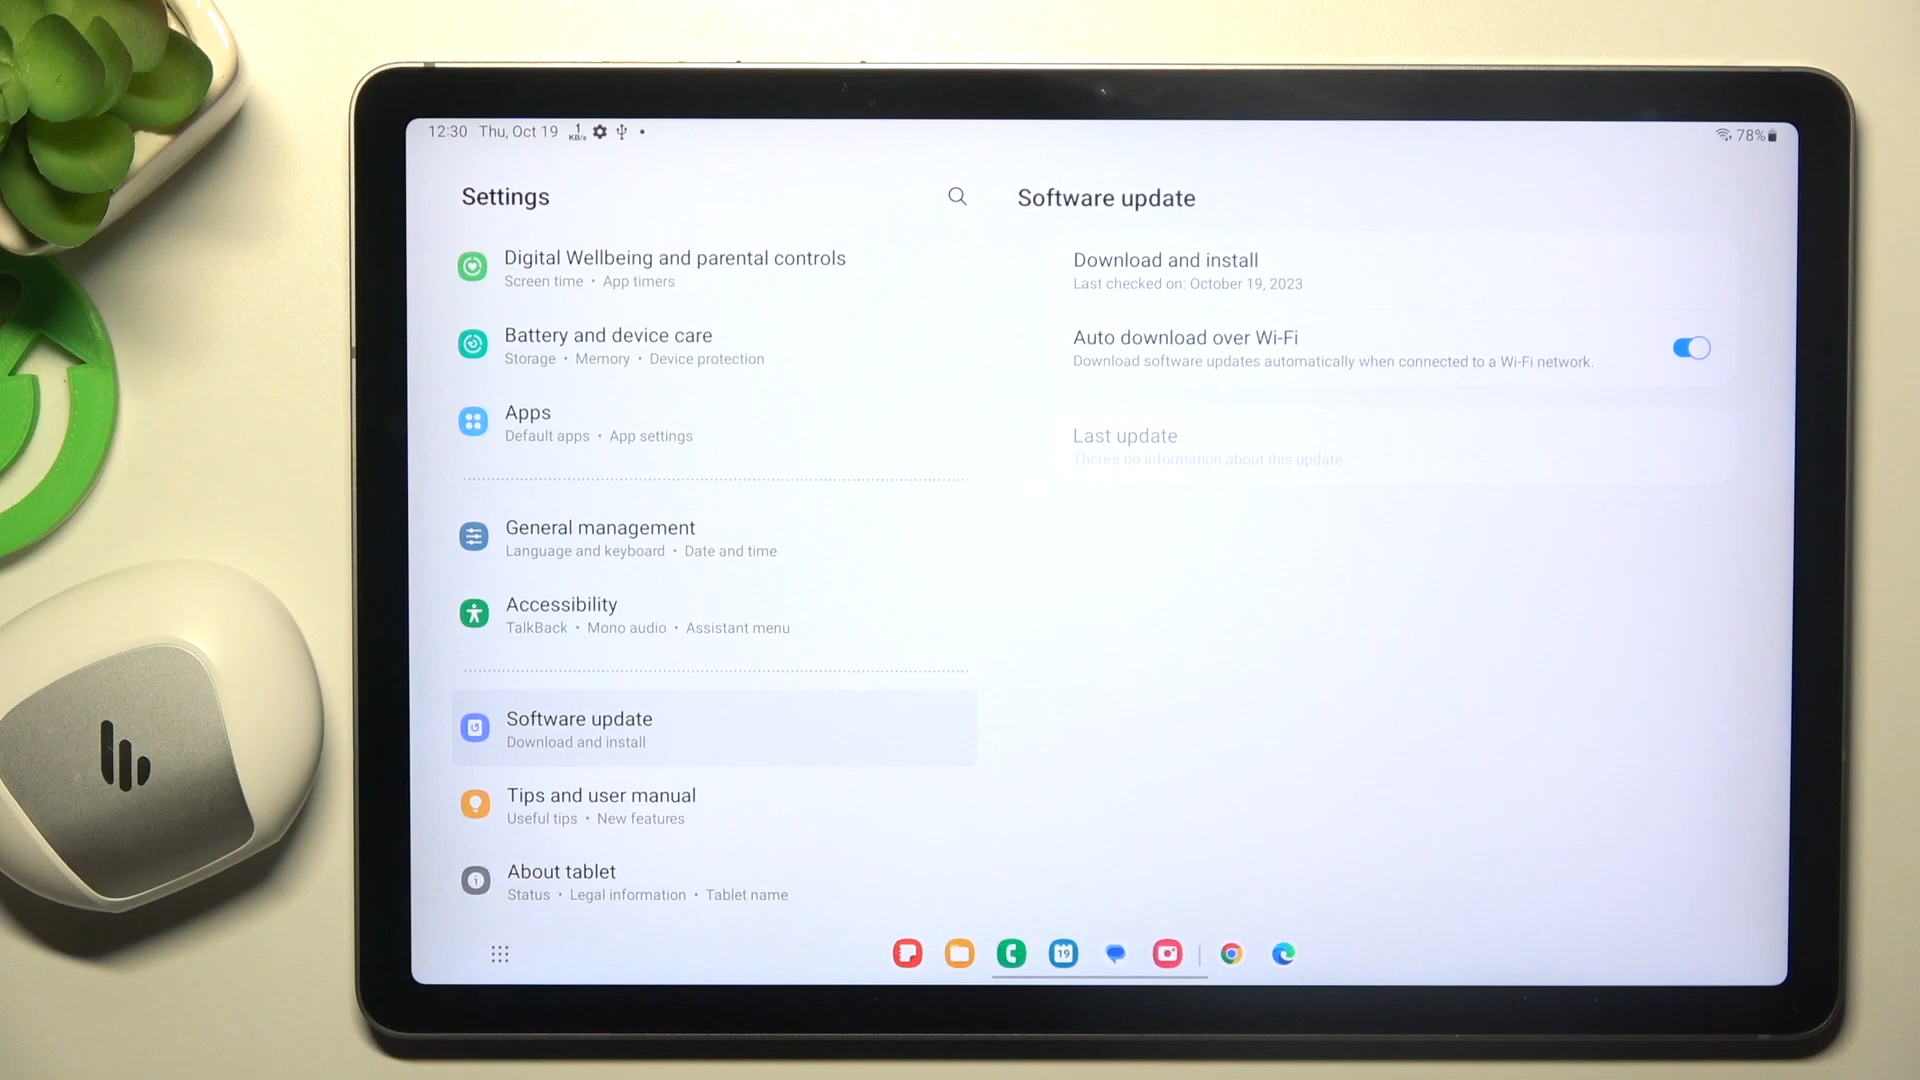 12:30 Thu, Oct 19 1 KB/s
78%
Settings
Digital Wellbeing and parental controls
Screen time • App timers
Battery and device care
Storage • Memory • Device protection
Apps
Default apps • App settings
General management
Language and keyboard • Date and time
Accessibility
TalkBack • Mono audio • Assistant menu
Software update
Download and install
Tips and user manual
Useful tips • New features
About tablet
Status • Legal information • Tablet name
Software update
Download and install
Last checked on: October 19, 2023
Auto download over Wi-Fi
Download software updates automatically when connected to a Wi-Fi network.
Last update
There's no information about this update
19